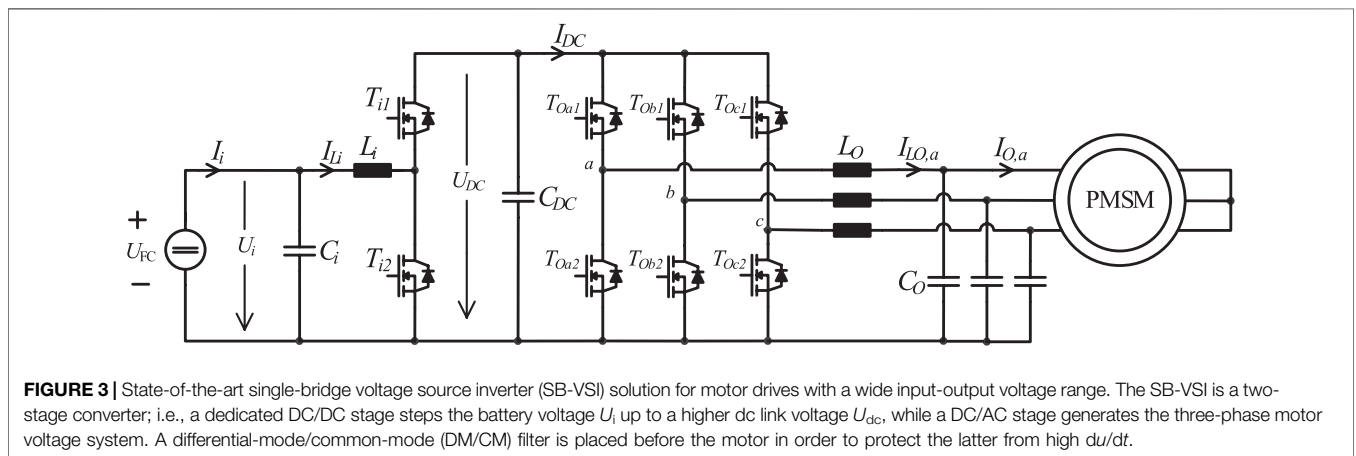 I_DC
T_i1
T_Oa1
T_Ob1
T_Oc1
I_i
I_Li
L_i
a
L_O
I_LO,a
I_O,a
U_DC
C_DC
b
PMSM
+
U_FC
−
U_i
C_i
c
T_i2
T_Oa2
T_Ob2
T_Oc2
C_O
FIGURE 3 | State-of-the-art single-bridge voltage source inverter (SB-VSI) solution for motor drives with a wide input-output voltage range. The SB-VSI is a two-
stage converter; i.e., a dedicated DC/DC stage steps the battery voltage U_i up to a higher dc link voltage U_dc, while a DC/AC stage generates the three-phase motor
voltage system. A differential-mode/common-mode (DM/CM) filter is placed before the motor in order to protect the latter from high du/dt.